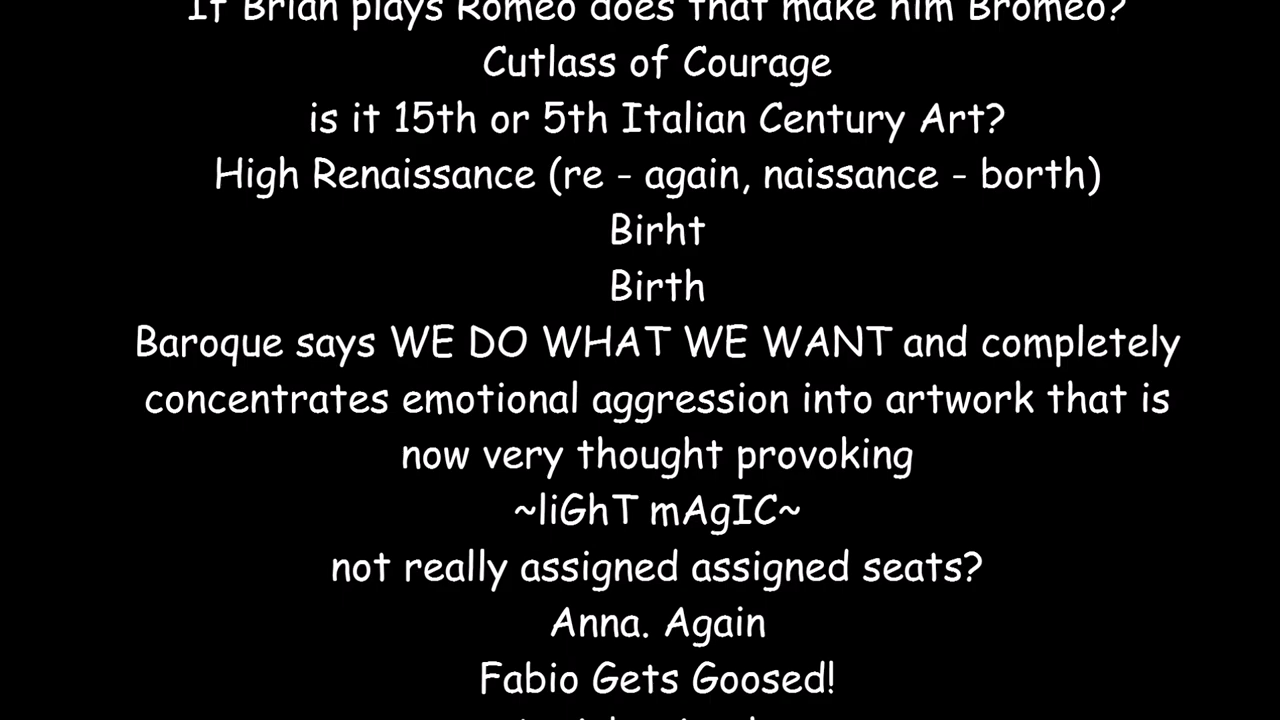 If Brian plays Romeo does that make him Bromeo?
Cutlass of Courage
is it 15th or 5th Italian Century Art?
High Renaissance (re - again, naissance - borth)
Birht
Birth
Baroque says WE DO WHAT WE WANT and completely
concentrates emotional aggression into artwork that is
now very thought provoking
~liGhT mAgIC~
not really assigned assigned seats?
Anna. Again
Fabio Gets Goosed!